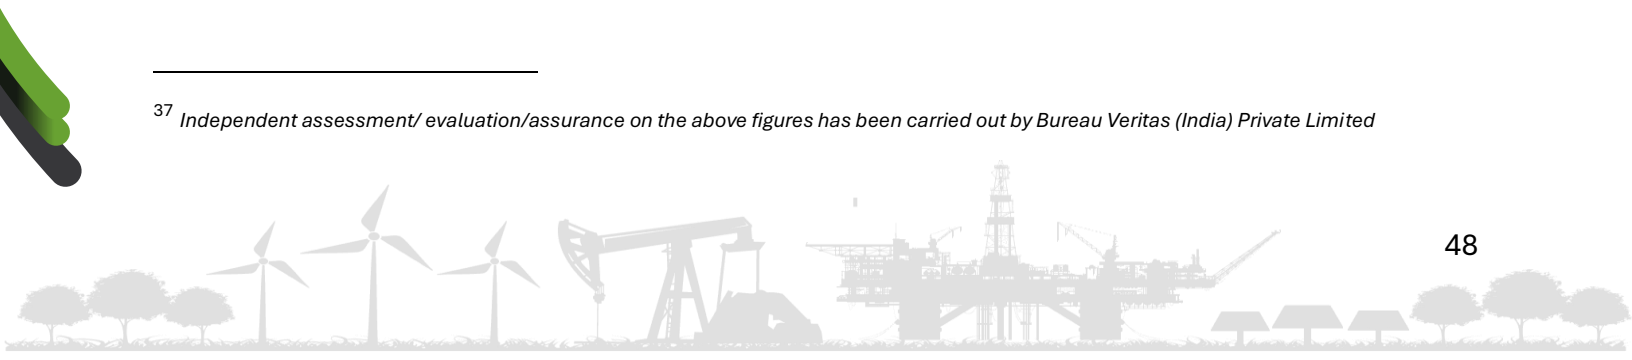 37 Independent assessment/ evaluation/assurance on the above figures has been carried out by Bureau Veritas (India) Private Limited
48